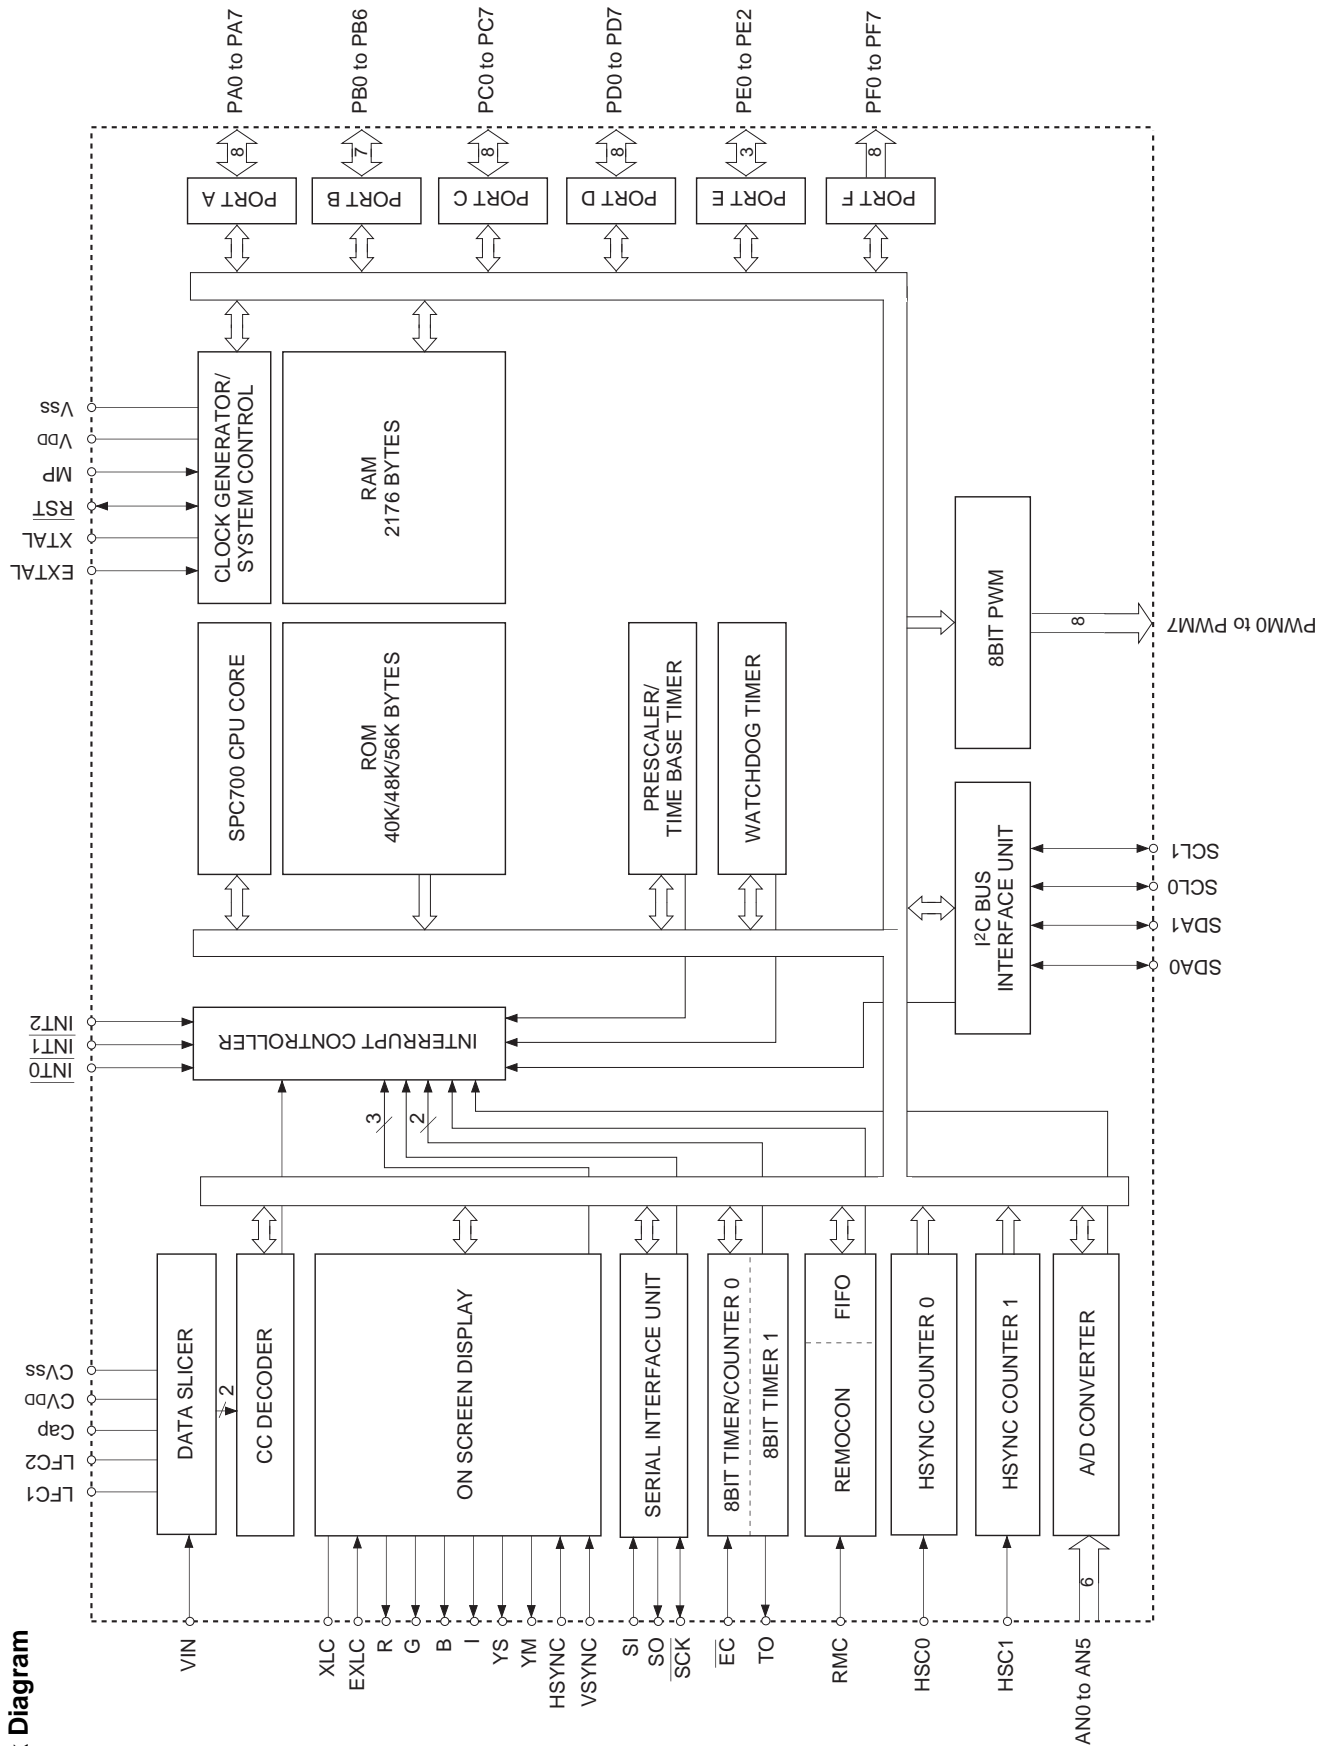 Diagram
VIN
XLC
EXLC
R
G
B
I
YS
YM
HSYNC
VSYNC
SI
SO
SCK
EC
TO
RMC
HSC0
HSC1
AN0 to AN5
6
LFC1
LFC2
Cap
CVDD
CVss
DATA SLICER
2
CC DECODER
ON SCREEN DISPLAY
SERIAL INTERFACE UNIT
8BIT TIMER/COUNTER 0
8BIT TIMER 1
REMOCON
FIFO
HSYNC COUNTER 0
HSYNC COUNTER 1
A/D CONVERTER
INT0
INT1
INT2
INTERRUPT CONTROLLER
3
2
SPC700 CPU CORE
ROM
40K/48K/56K BYTES
PRESCALER/
TIME BASE TIMER
WATCHDOG TIMER
EXTAL
XTAL
RST
MP
VDD
Vss
CLOCK GENERATOR/
SYSTEM CONTROL
RAM
2176 BYTES
I²C BUS
INTERFACE UNIT
SDA0
SDA1
SCL0
SCL1
8BIT PWM
8
PWM0 to PWM7
PORT A
8
PA0 to PA7
PORT B
7
PB0 to PB6
PORT C
8
PC0 to PC7
PORT D
8
PD0 to PD7
PORT E
3
PE0 to PE2
PORT F
8
PF0 to PF7